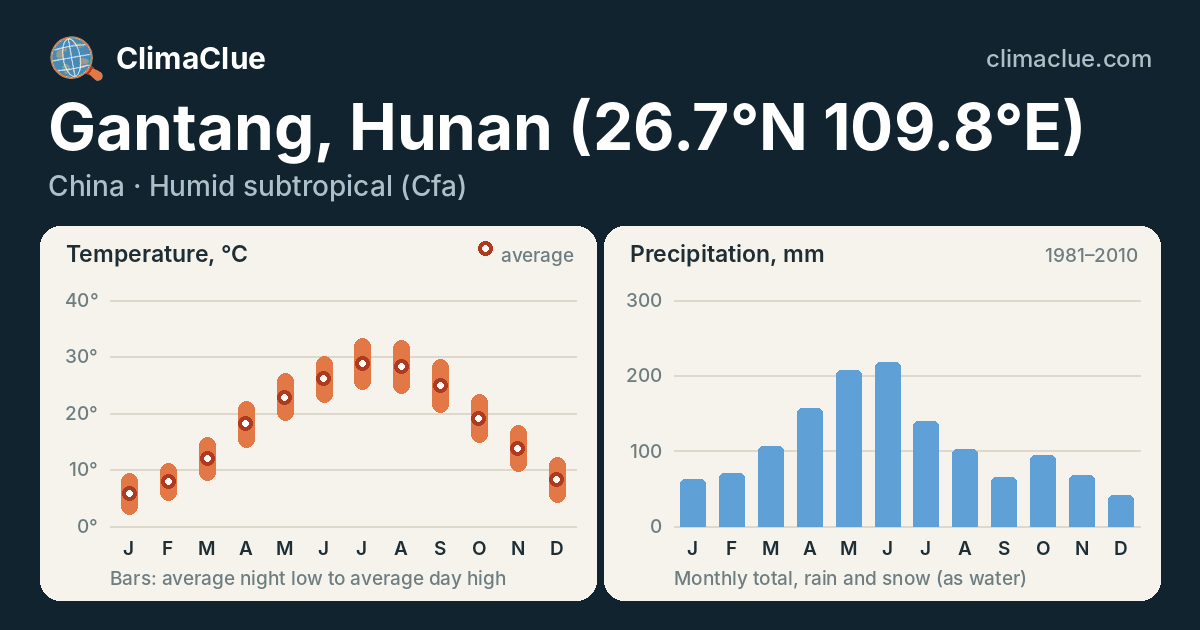 ClimaClue
climaclue.com
Gantang, Hunan (26.7°N 109.8°E)
China · Humid subtropical (Cfa)
Temperature, °C
average
40°
30°
20°
10°
0°
J F M A M J J A S O N D
Bars: average night low to average day high
Precipitation, mm
1981–2010
300
200
100
0
J F M A M J J A S O N D
Monthly total, rain and snow (as water)